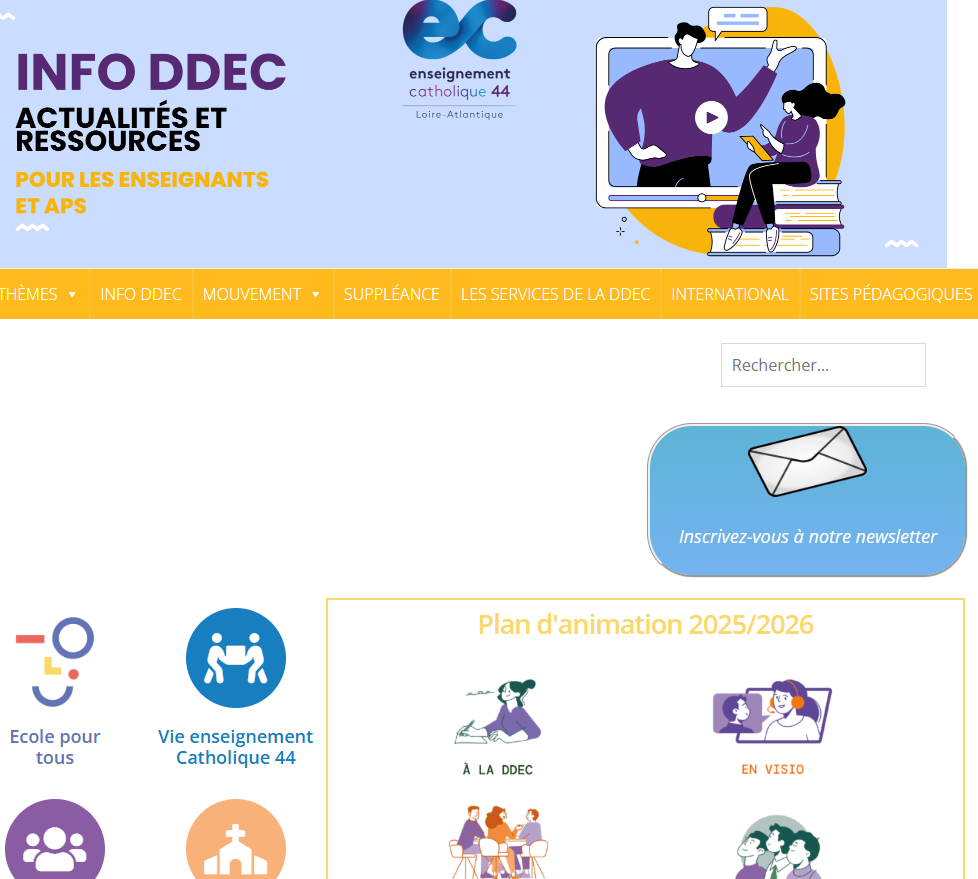 INFO DDEC
ACTUALITÉS ET
RESSOURCES
POUR LES ENSEIGNANTS
ET APS
ec
enseignement
catholique 44
Loire-Atlantique
THÈMES INFO DDEC MOUVEMENT SUPPLÉANCE LES SERVICES DE LA DDEC INTERNATIONAL SITES PÉDAGOGIQUES
Rechercher...
Inscrivez-vous à notre newsletter
Ecole pour
tous
Vie enseignement
Catholique 44
Plan d'animation 2025/2026
À LA DDEC
EN VISIO